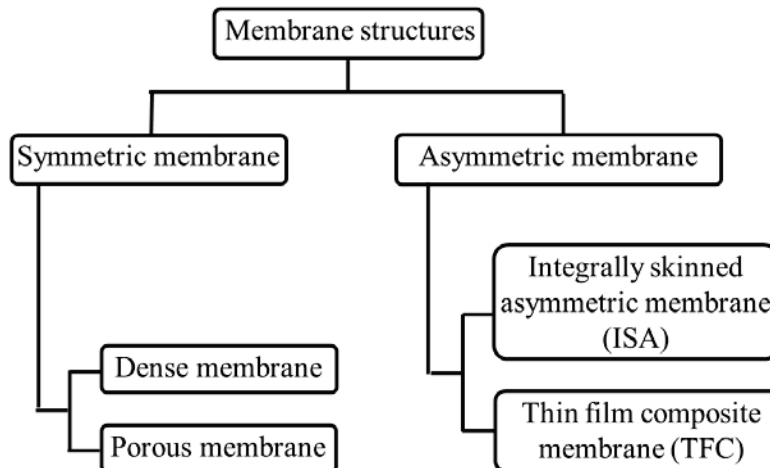 Membrane structures
Symmetric membrane
Asymmetric membrane
Integrally skinned
asymmetric membrane
(ISA)
Dense membrane
Thin film composite
membrane (TFC)
Porous membrane